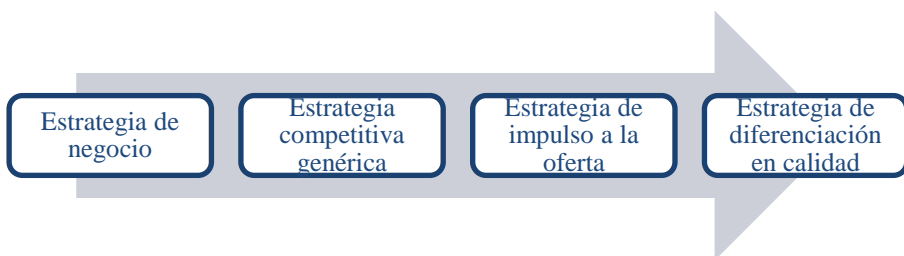 Estrategia de
negocio
Estrategia
competitiva
genérica
Estrategia de
impulso a la
oferta
Estrategia de
diferenciación
en calidad